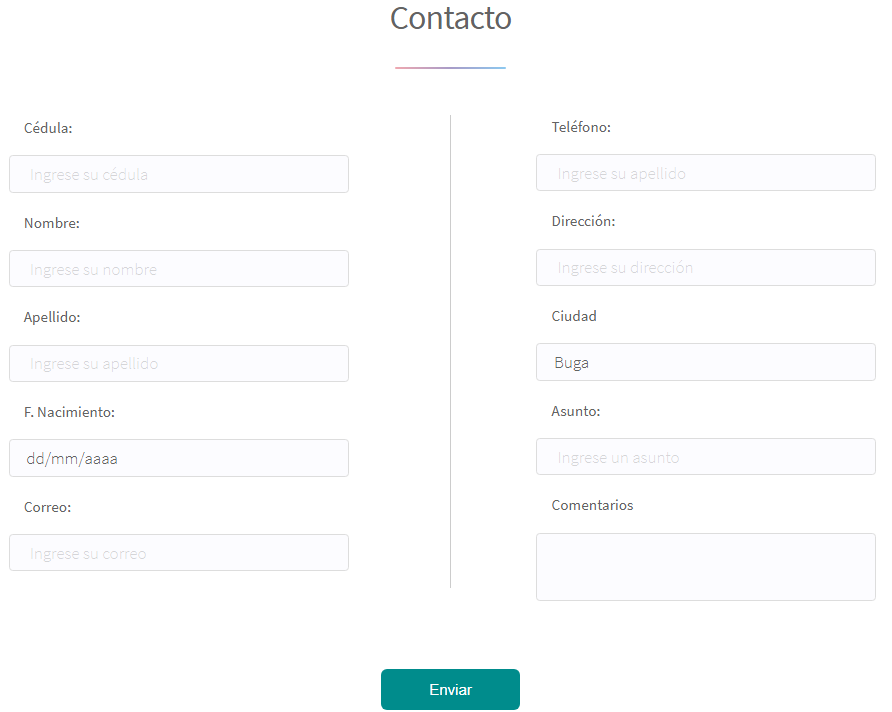 Contacto
Cédula:
Ingrese su cédula
Nombre:
Ingrese su nombre
Apellido:
Ingrese su apellido
F. Nacimiento:
dd/mm/aaaa
Correo:
Ingrese su correo
Teléfono:
Ingrese su apellido
Dirección:
Ingrese su dirección
Ciudad
Buga
Asunto:
Ingrese un asunto
Comentarios
Enviar